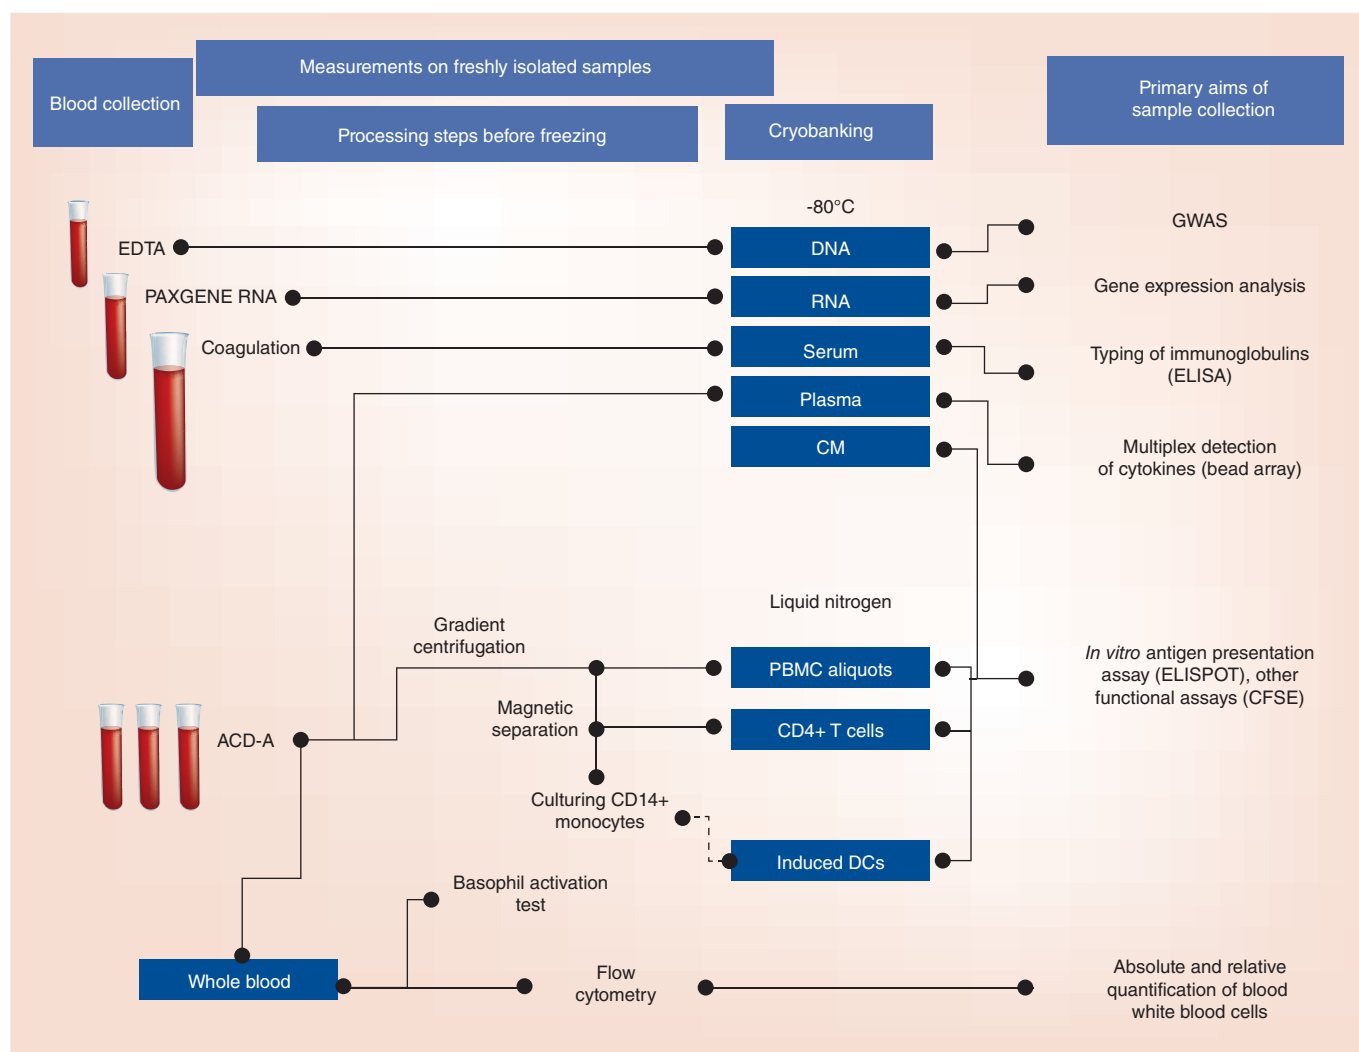 Blood collection
Measurements on freshly isolated samples
Processing steps before freezing
Cryobanking
Primary aims of
sample collection
-80°C
EDTA
DNA
GWAS
PAXGENE RNA
RNA
Gene expression analysis
Coagulation
Serum
Typing of immunoglobulins
(ELISA)
Plasma
CM
Multiplex detection
of cytokines (bead array)
Liquid nitrogen
Gradient
centrifugation
PBMC aliquots
In vitro antigen presentation
assay (ELISPOT), other
functional assays (CFSE)
Magnetic
separation
CD4+ T cells
ACD-A
Culturing CD14+
monocytes
Induced DCs
Basophil activation
test
Whole blood
Flow
cytometry
Absolute and relative
quantification of blood
white blood cells